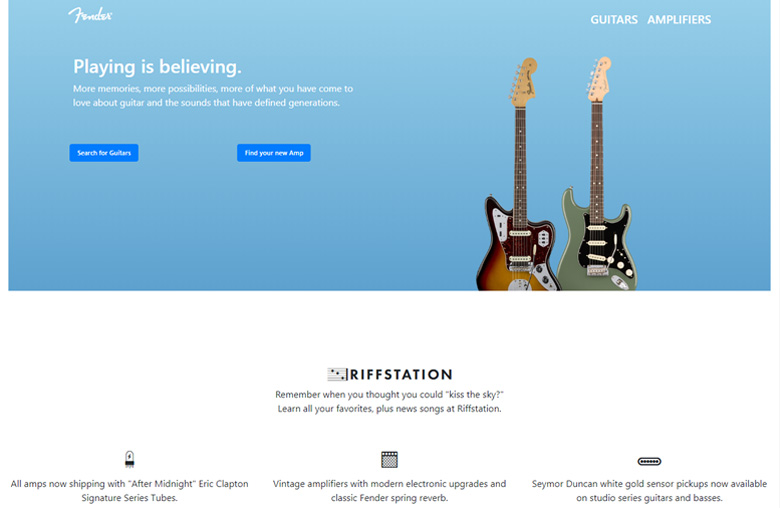 Fender
GUITARS AMPLIFIERS
Playing is believing.
More memories, more possibilities, more of what you have come to
love about guitar and the sounds that have defined generations.
Search for Guitars
Find your new Amp
RIFFSTATION
Remember when you thought you could "kiss the sky?"
Learn all your favorites, plus news songs at Riffstation.
All amps now shipping with "After Midnight" Eric Clapton
Signature Series Tubes.
Vintage amplifiers with modern electronic upgrades and
classic Fender spring reverb.
Seymor Duncan white gold sensor pickups now available
on studio series guitars and basses.